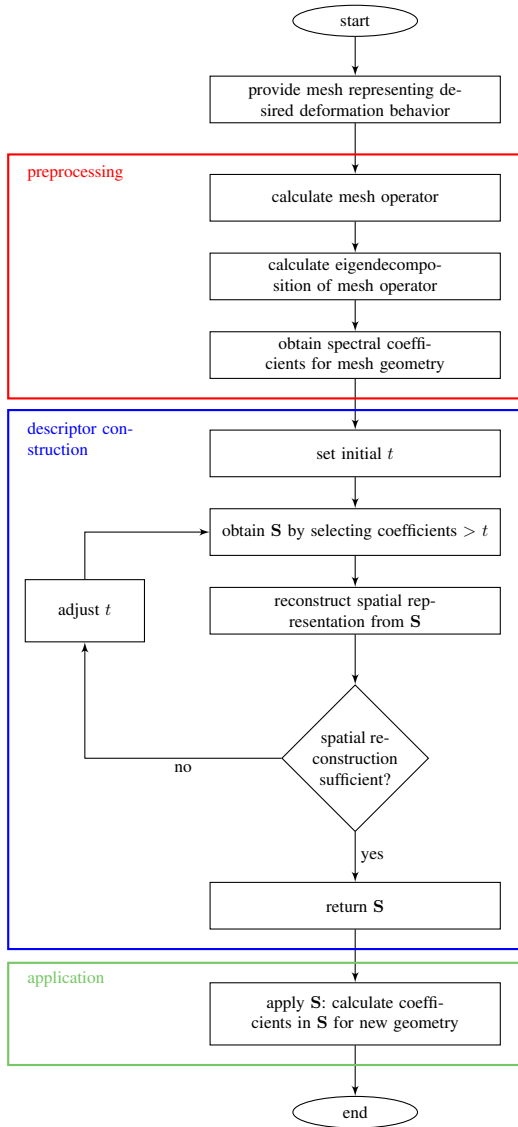 start
provide mesh representing de-
sired deformation behavior
preprocessing
calculate mesh operator
calculate eigendecompo-
sition of mesh operator
obtain spectral coeffi-
cients for mesh geometry
descriptor con-
struction
set initial t
obtain S by selecting coefficients > t
adjust t
reconstruct spatial rep-
resentation from S
spatial re-
construction
sufficient?
no
yes
return S
application
apply S: calculate coeffi-
cients in S for new geometry
end